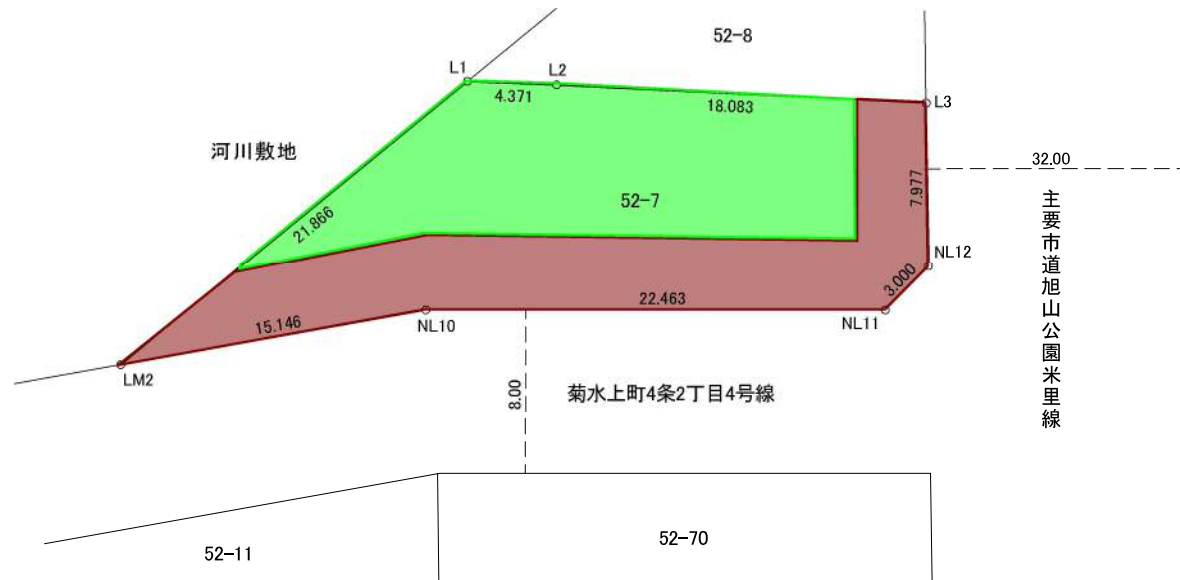 52-8
L1
L2
4.371
18.083
L3
河川敷地
32.00
7.977
52-7
21.866
主要市道旭山公園米里線
NL12
3.000
22.463
15.146
NL10
NL11
LM2
8.00
菊水上町4条2丁目4号線
52-11
52-70